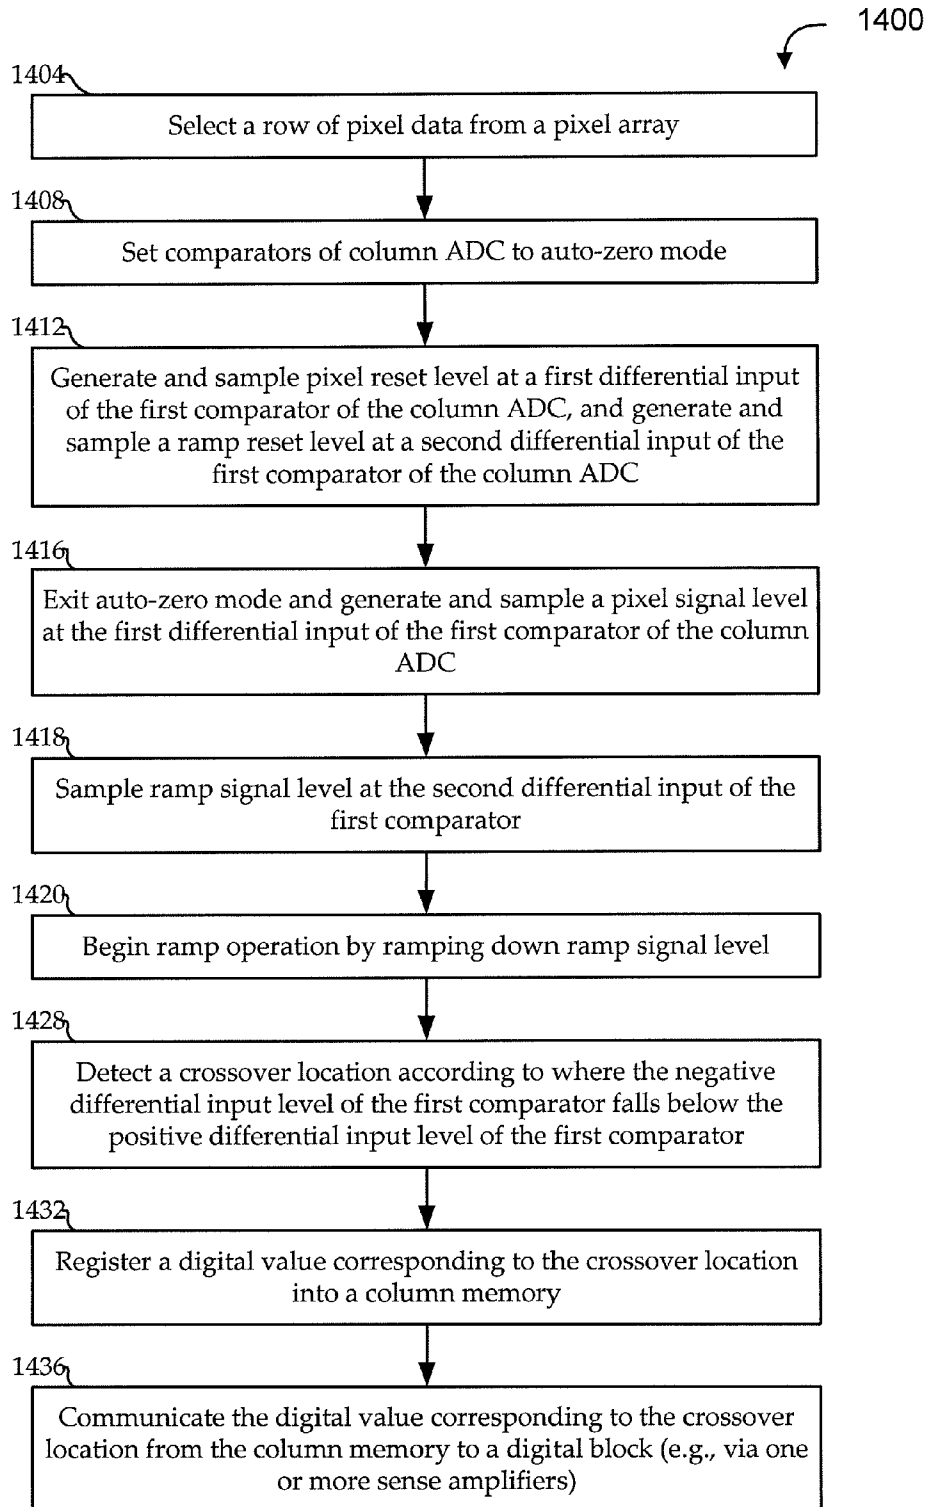 1400
1404
Select a row of pixel data from a pixel array
1408
Set comparators of column ADC to auto-zero mode
1412
Generate and sample pixel reset level at a first differential input
of the first comparator of the column ADC, and generate and
sample a ramp reset level at a second differential input of the
first comparator of the column ADC
1416
Exit auto-zero mode and generate and sample a pixel signal level
at the first differential input of the first comparator of the column
ADC
1418
Sample ramp signal level at the second differential input of the
first comparator
1420
Begin ramp operation by ramping down ramp signal level
1428
Detect a crossover location according to where the negative
differential input level of the first comparator falls below the
positive differential input level of the first comparator
1432
Register a digital value corresponding to the crossover location
into a column memory
1436
Communicate the digital value corresponding to the crossover
location from the column memory to a digital block (e.g., via one
or more sense amplifiers)